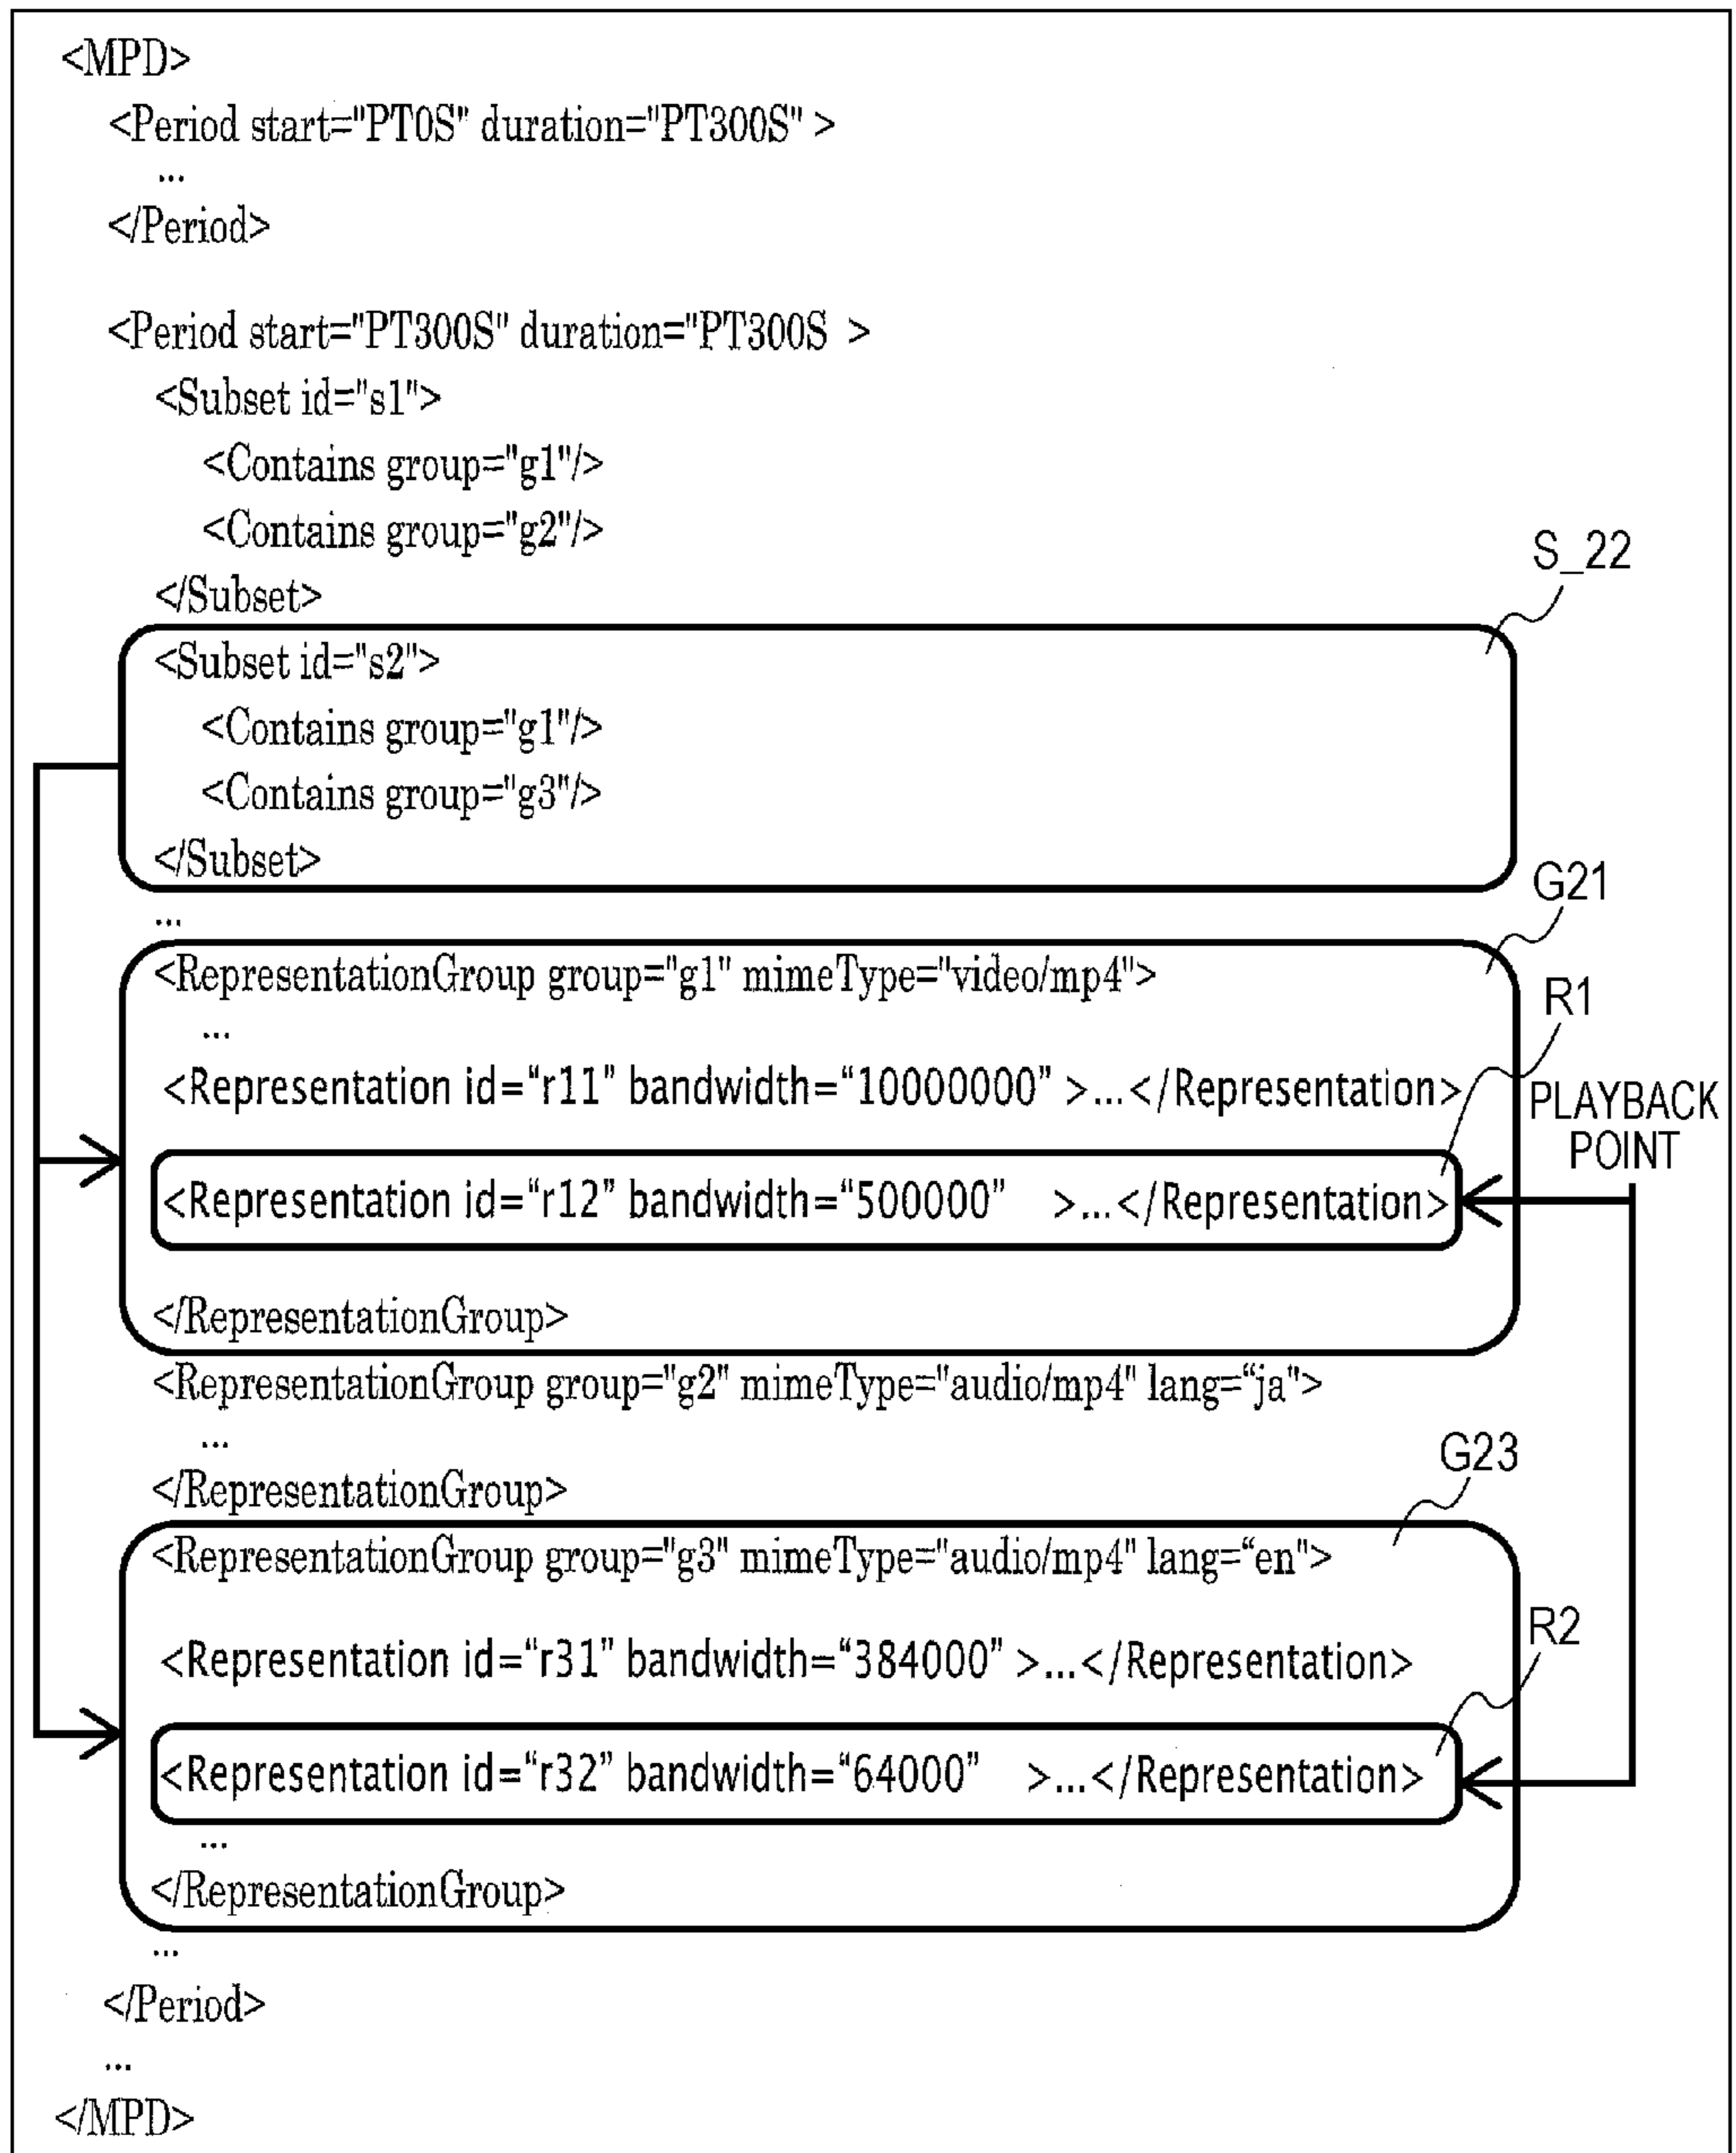 <MPD>
<Period start="PT0S" duration="PT300S" >
...
</Period>
<Period start="PT300S" duration="PT300S  >
<Subset id="s1">
<Contains group="g1"/>
<Contains group="g2"/>
</Subset>
S_22
<Subset id="s2">
<Contains group="g1"/>
<Contains group="g3"/>
</Subset>
G21
...
<RepresentationGroup group="g1" mimeType="video/mp4">
R1
...
<Representation id=“r11” bandwidth=“10000000” >...</Representation>
PLAYBACK
POINT
<Representation id=“r12” bandwidth=“500000”   >...</Representation>
</RepresentationGroup>
<RepresentationGroup group="g2" mimeType="audio/mp4" lang=“ja">
...
G23
</RepresentationGroup>
<RepresentationGroup group="g3" mimeType="audio/mp4" lang=“en">
R2
<Representation id=“r31” bandwidth=“384000” >...</Representation>
<Representation id=“r32” bandwidth=“64000”   >...</Representation>
...
</RepresentationGroup>
...
</Period>
...
</MPD>